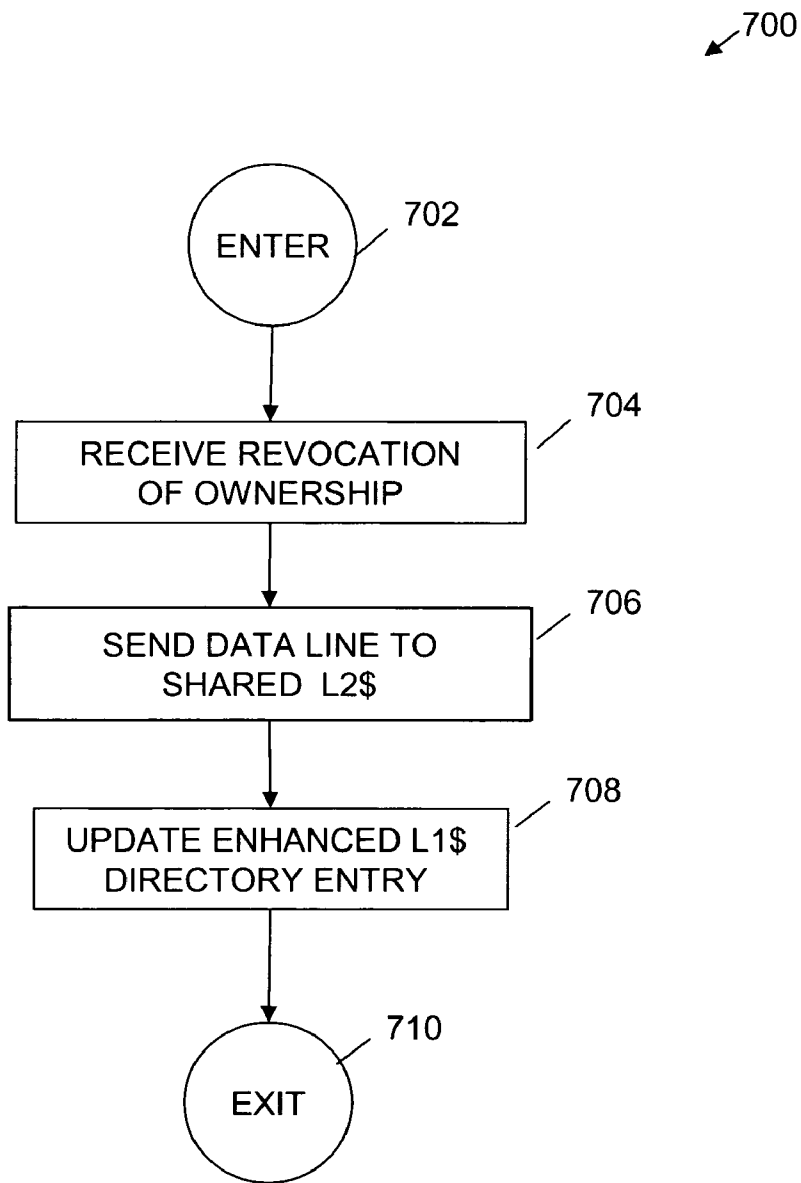 700
702
ENTER
704
RECEIVE REVOCATION
OF OWNERSHIP
706
SEND DATA LINE TO
SHARED L2$
708
UPDATE ENHANCED L1$
DIRECTORY ENTRY
710
EXIT